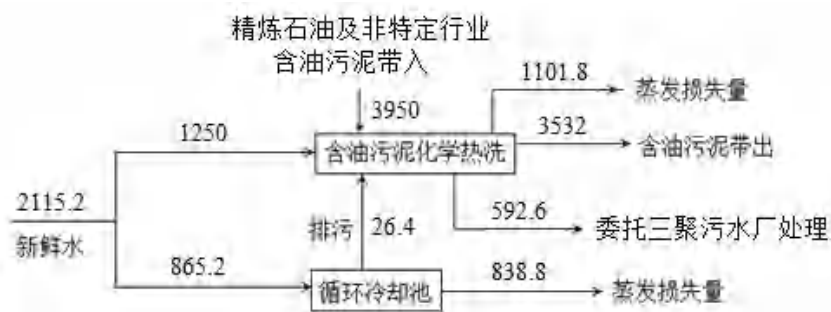 精炼石油及非特定行业
含油污泥带入
1101.8
蒸发损失量
3950
3532
1250
含油污泥化学热洗
含油污泥带出
2115.2
新鲜水
排污
26.4
592.6
委托三聚污水厂处理
865.2
838.8
循环冷却池
蒸发损失量